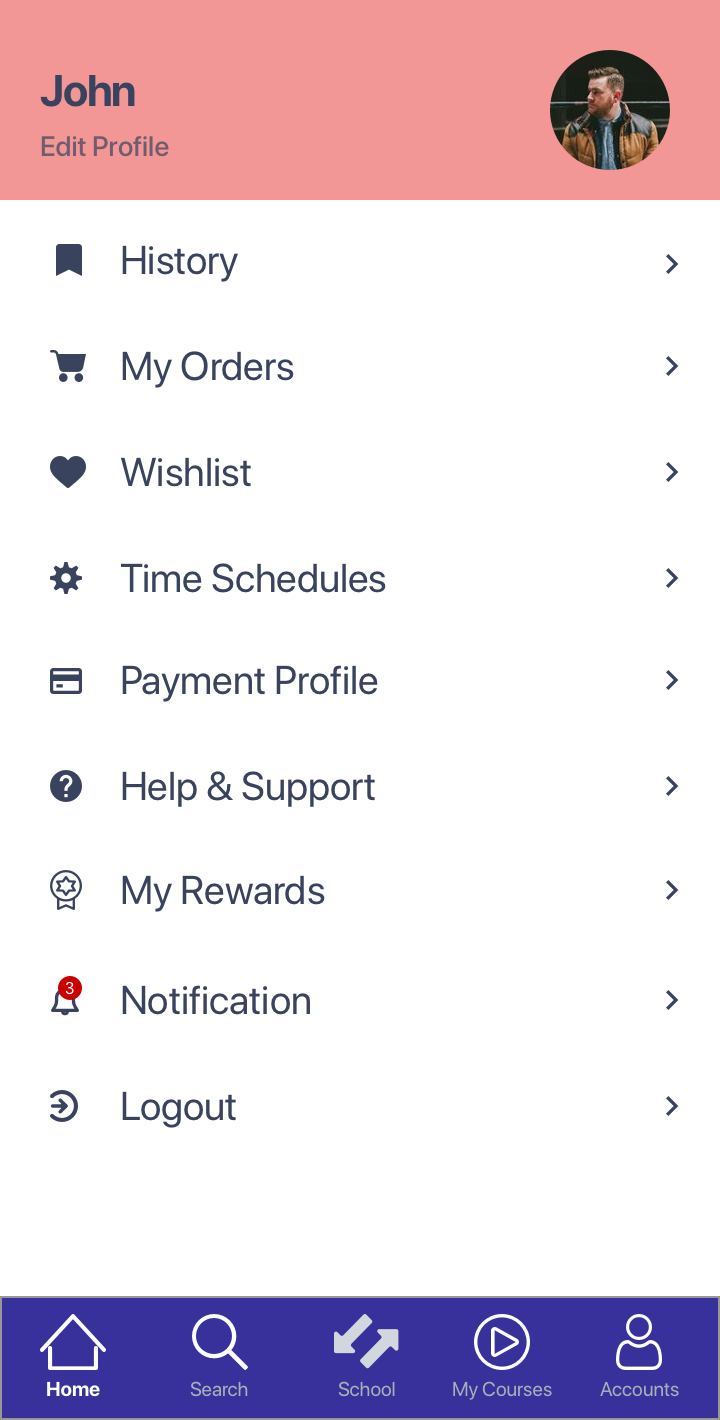 John
Edit Profile
History
My Orders
Wishlist
Time Schedules
Payment Profile
Help & Support
My Rewards
3
Notification
Logout
Home
Search
School
My Courses
Accounts